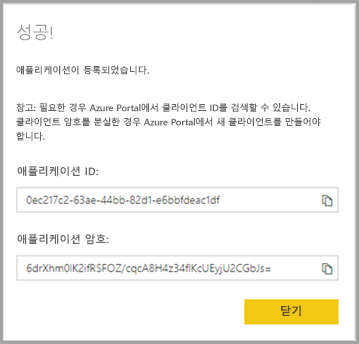 성공!
애플리케이션이 등록되었습니다.
참고: 필요한 경우 Azure Portal에서 클라이언트 ID를 검색할 수 있습니다.
클라이언트 암호를 분실한 경우 Azure Portal에서 새 클라이언트를 만들어야
합니다.
애플리케이션 ID:
0ec217c2-63ae-44bb-82d1-e6bbfdeac1df
애플리케이션 암호:
6drXhm0lK2ifRSFOZ/cqcA8H4z34flKcUEyjU2CGbJs=
닫기